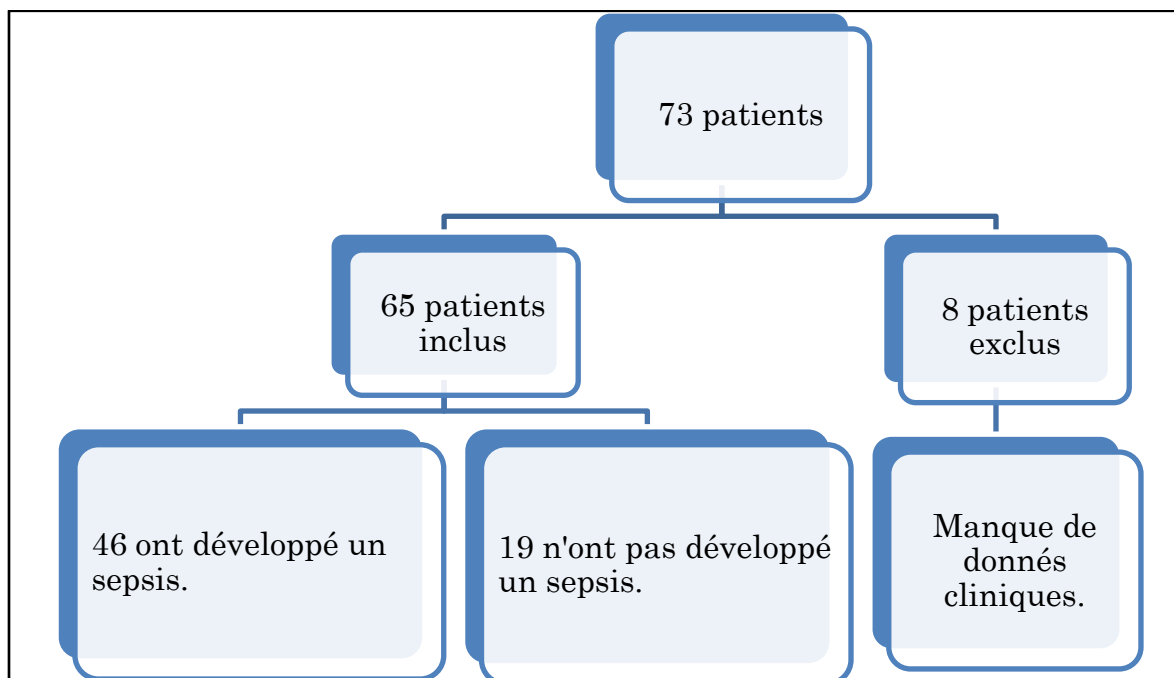 73 patients
65 patients
inclus
8 patients
exclus
46 ont développé un
sepsis.
19 n'ont pas développé
un sepsis.
Manque de
donnés
cliniques.